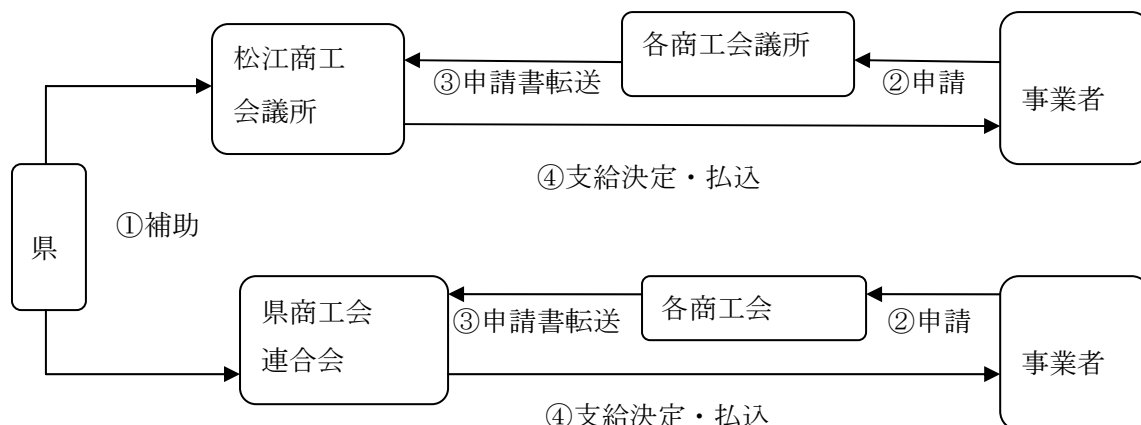 松江商工
会議所
各商工会議所
③申請書転送
②申請
事業者
④支給決定・払込
県
①補助
県商工会
連合会
各商工会
③申請書転送
②申請
事業者
④支給決定・払込